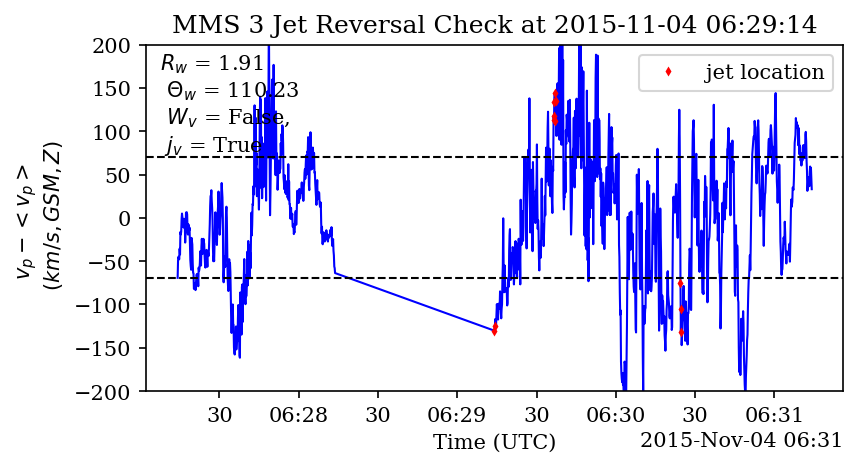 MMS 3 Jet Reversal Check at 2015-11-04 06:29:14
200
150
100
50
0
−50
−100
−150
−200
v_p − <v_p>
(km/s, GSM, Z)
R_w = 1.91
Θ_w = 110.23
W_v = False,
j_v = True
jet location
30 06:28 30 06:29 30 06:30 30 06:31
Time (UTC)
2015-Nov-04 06:31